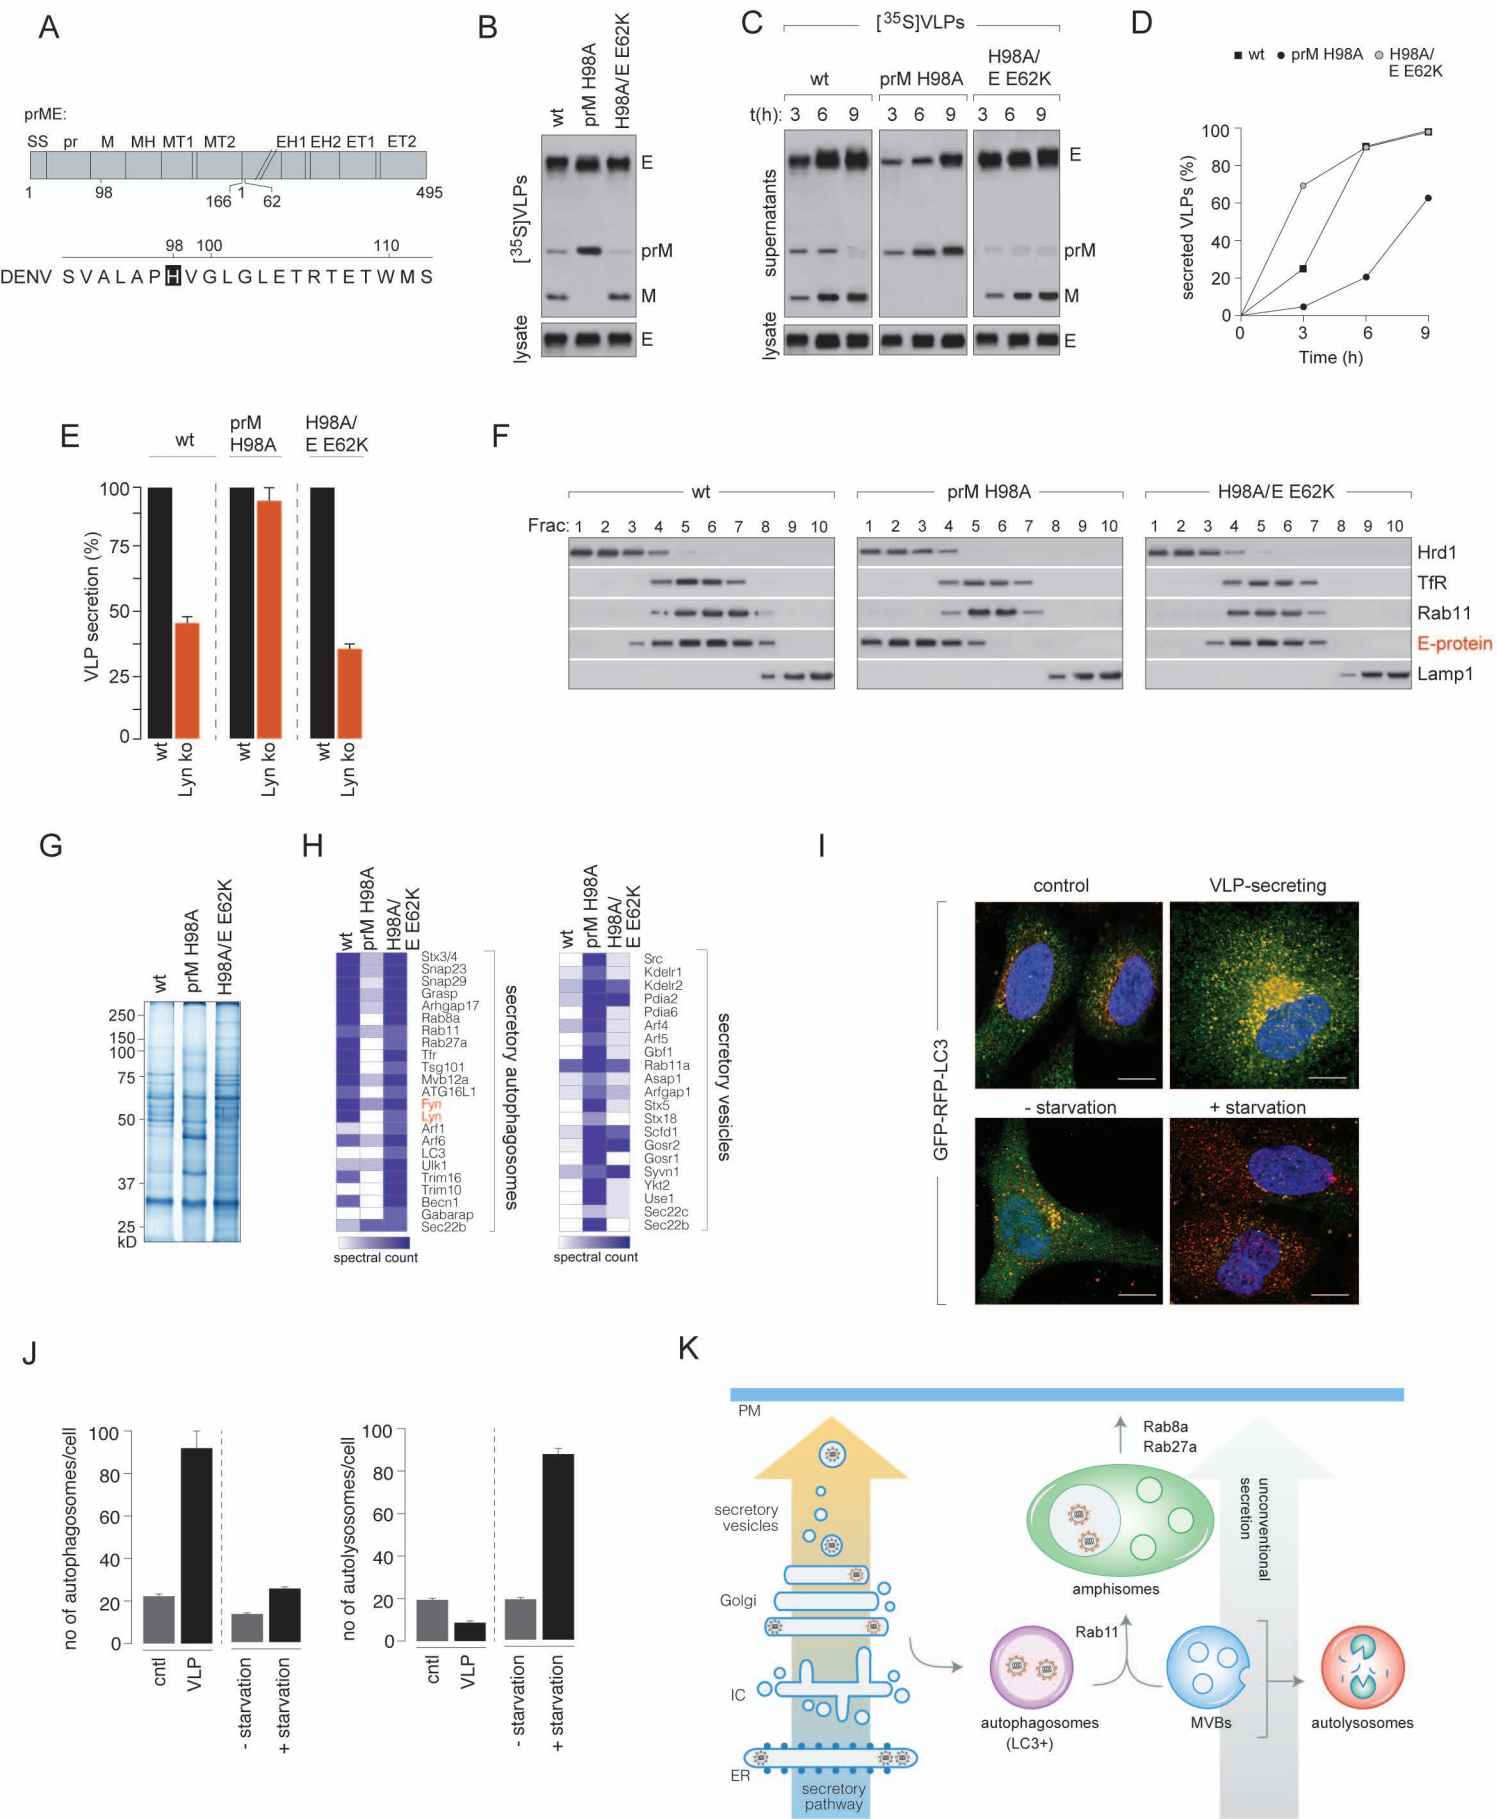 A
prME:
SS pr M MH MT1 MT2 EH1 EH2 ET1 ET2
1 98 166 1 62 495
98 100 110
DENV S V A L A P H V G L G L E T R T E T W M S
B
wt
prM H98A
H98A/E E62K
[35S]VLPs
E
prM
M
lysate
E
C
[35S]VLPs
wt
prM H98A
H98A/
E E62K
t(h): 3 6 9 3 6 9 3 6 9
supernatants
E
prM
M
lysate
E
D
wt prM H98A H98A/
E E62K
secreted VLPs (%)
100
80
60
40
20
0
0 3 6 9
Time (h)
E
wt
prM
H98A
H98A/
E E62K
VLP secretion (%)
100
75
50
25
0
wt
Lyn ko
wt
Lyn ko
wt
Lyn ko
F
wt
prM H98A
H98A/E E62K
Frac: 1 2 3 4 5 6 7 8 9 10 1 2 3 4 5 6 7 8 9 10 1 2 3 4 5 6 7 8 9 10
Hrd1
TfR
Rab11
E-protein
Lamp1
G
wt
prM H98A
H98A/E E62K
250
150
100
75
50
37
25
kD
H
wt
prM H98A
H98A/
E E62K
Stx3/4
Snap23
Snap29
Grasp
Arhgap17
Rab8a
Rab11
Rab27a
Tfr
Tsg101
Mvb12a
ATG16L1
Fyn
Lyn
Arf1
Arf6
LC3
Ulk1
Trim16
Trim10
Becn1
Gabarap
Sec22b
secretory autophagosomes
spectral count
wt
prM H98A
H98A/
E E62K
Src
Kdelr1
Kdelr2
Pdia2
Pdia6
Arf4
Arf5
Gbf1
Rab11a
Asap1
Arfgap1
Stx5
Stx18
Scfd1
Gosr2
Gosr1
Syvn1
Ykt2
Use1
Sec22c
Sec22b
secretory vesicles
spectral count
I
control
VLP-secreting
GFP-RFP-LC3
- starvation
+ starvation
J
no of autophagosomes/cell
100
80
60
40
20
0
cntl
VLP
- starvation
+ starvation
no of autolysosomes/cell
100
80
60
40
20
0
cntl
VLP
- starvation
+ starvation
K
PM
secretory
vesicles
Golgi
IC
ER
secretory
pathway
Rab8a
Rab27a
unconventional
secretion
amphisomes
Rab11
autophagosomes
(LC3+)
MVBs
autolysosomes